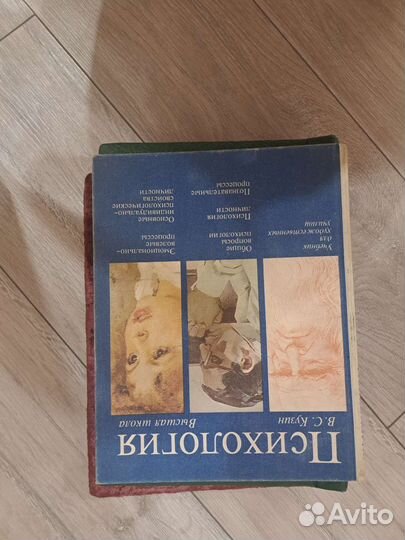 В. С. Кузин
Высшая школа
Психология
Учебник
для
художественных
училищ
Общие
вопросы
психологии
Психология
личности
Познавательные
процессы
Эмоционально-
волевые
процессы
Основные
индивидуально-
психологические
свойства
личности
Avito